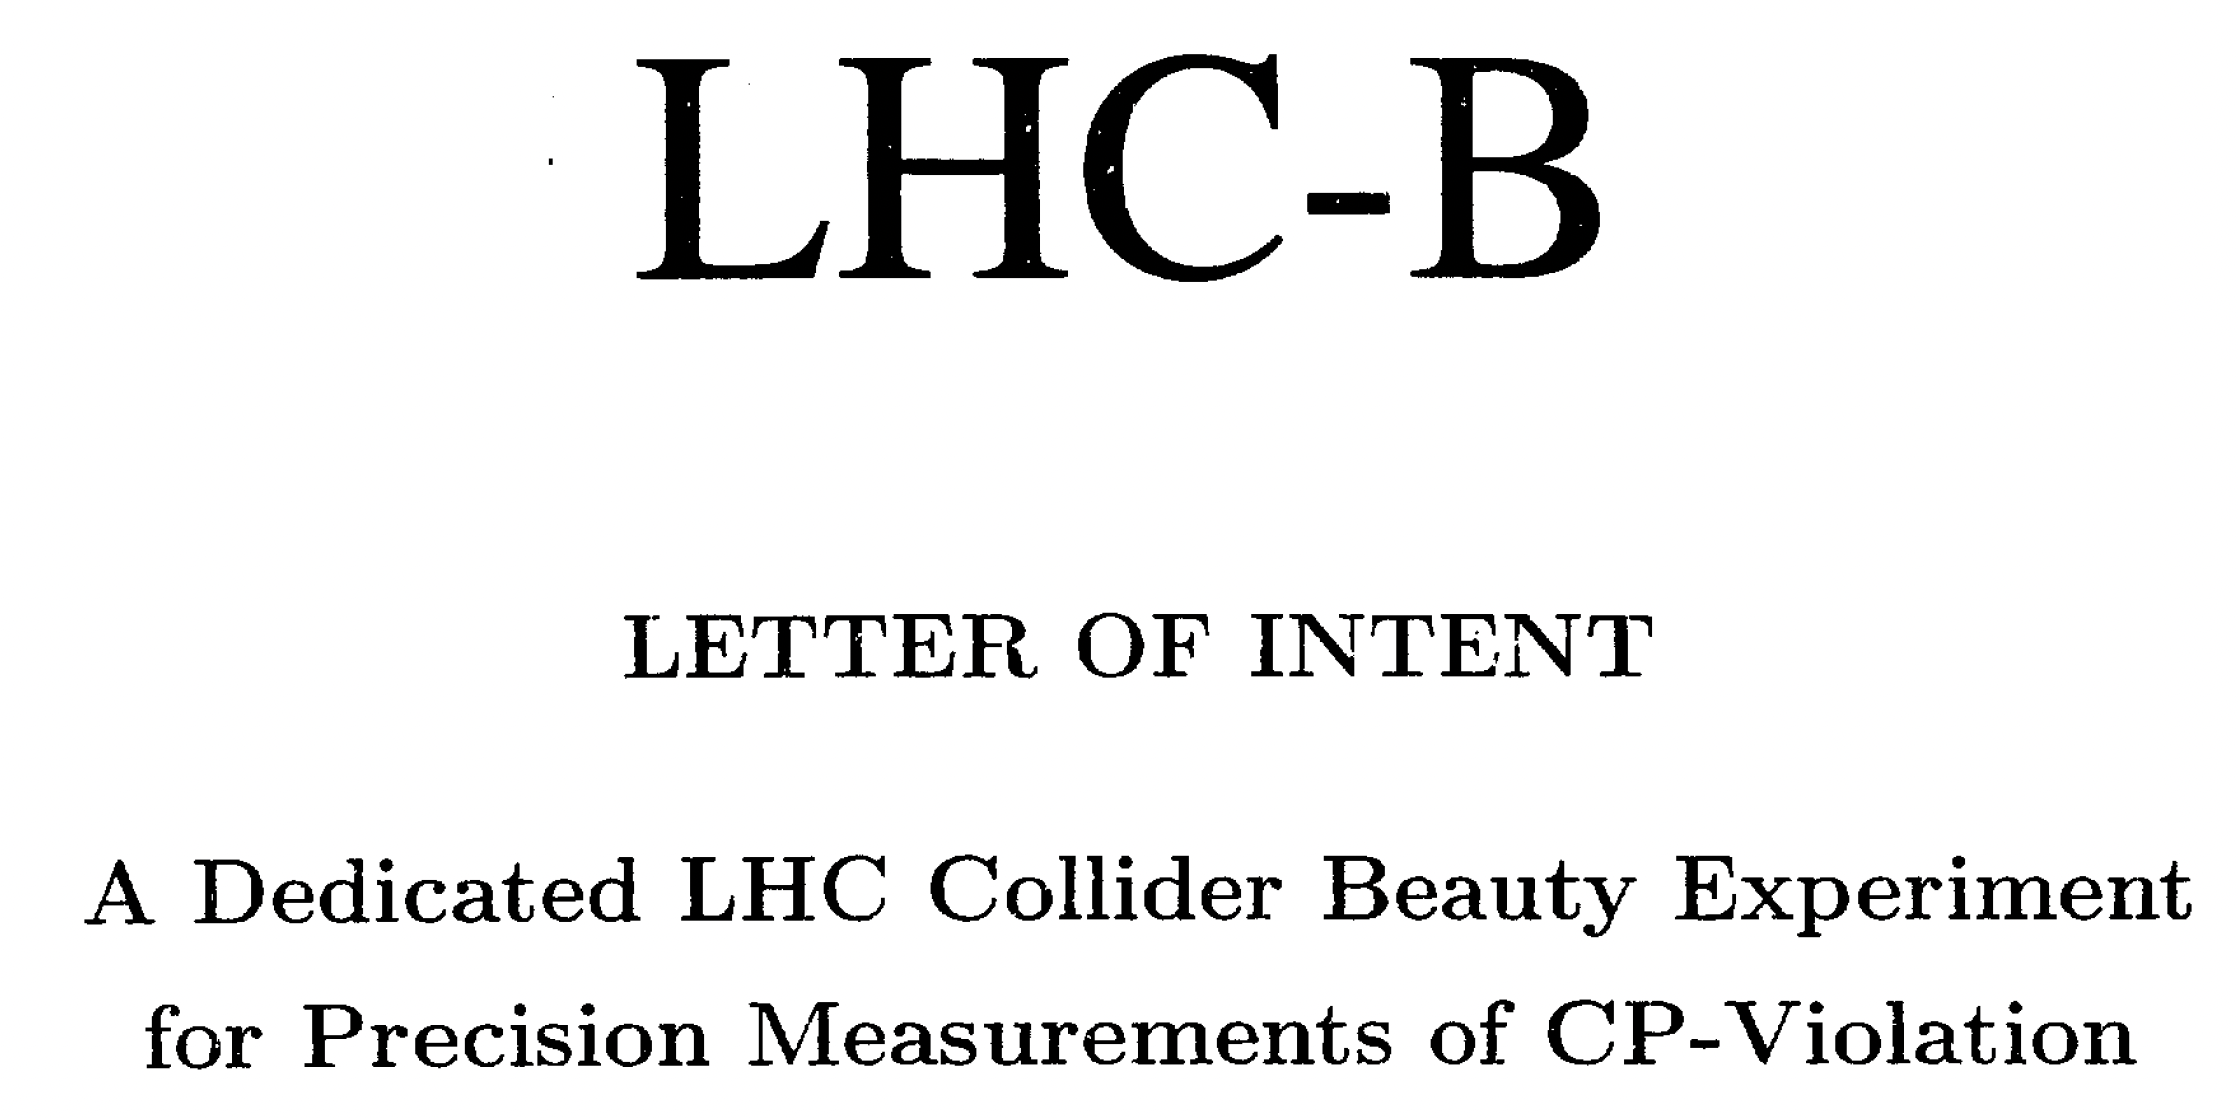 LHC-B
LETTER OF INTENT
A Dedicated LHC Collider Beauty Experiment
for Precision Measurements of CP-Violation